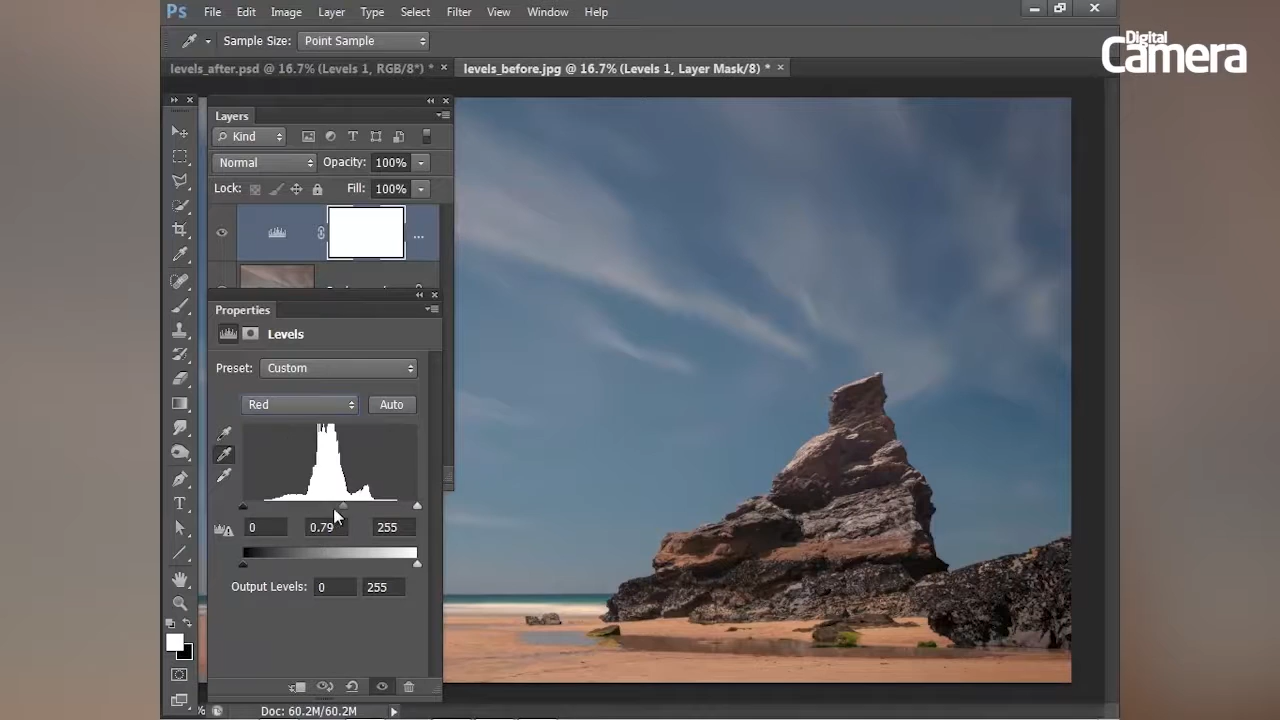 Ps File Edit Image Layer Type Select Filter View Window Help
Sample Size: Point Sample
Digital Camera
levels_after.psd @ 16.7% (Levels 1, RGB/8*) * × levels_before.jpg @ 16.7% (Levels 1, Layer Mask/8) * ×
Layers
Kind
Normal Opacity: 100%
Lock: Fill: 100%
Properties
Levels
Preset: Custom
Red Auto
0 0.79 255
Output Levels: 0 255
% Doc: 60.2M/60.2M